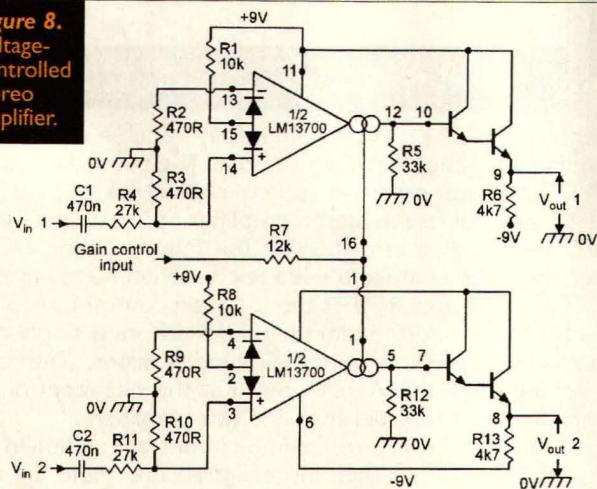 gure 8.
ltage-
ntrolled
ereo
plifier.
+9V
R1
10k
11
13
R2
470R
15
1/2
LM13700
12
10
0V
14
R3
470R
R5
33k
9
C1
470n
R4
27k
0V
R6
4k7
Vout 1
Vin 1
-9V
0V
16
Gain control
input
R7
12k
1
+9V
R8
10k
1
4
R9
470R
2
1/2
LM13700
5
7
0V
3
R10
470R
6
R12
33k
8
C2
470n
R11
27k
0V
R13
4k7
Vout 2
Vin 2
-9V
0V